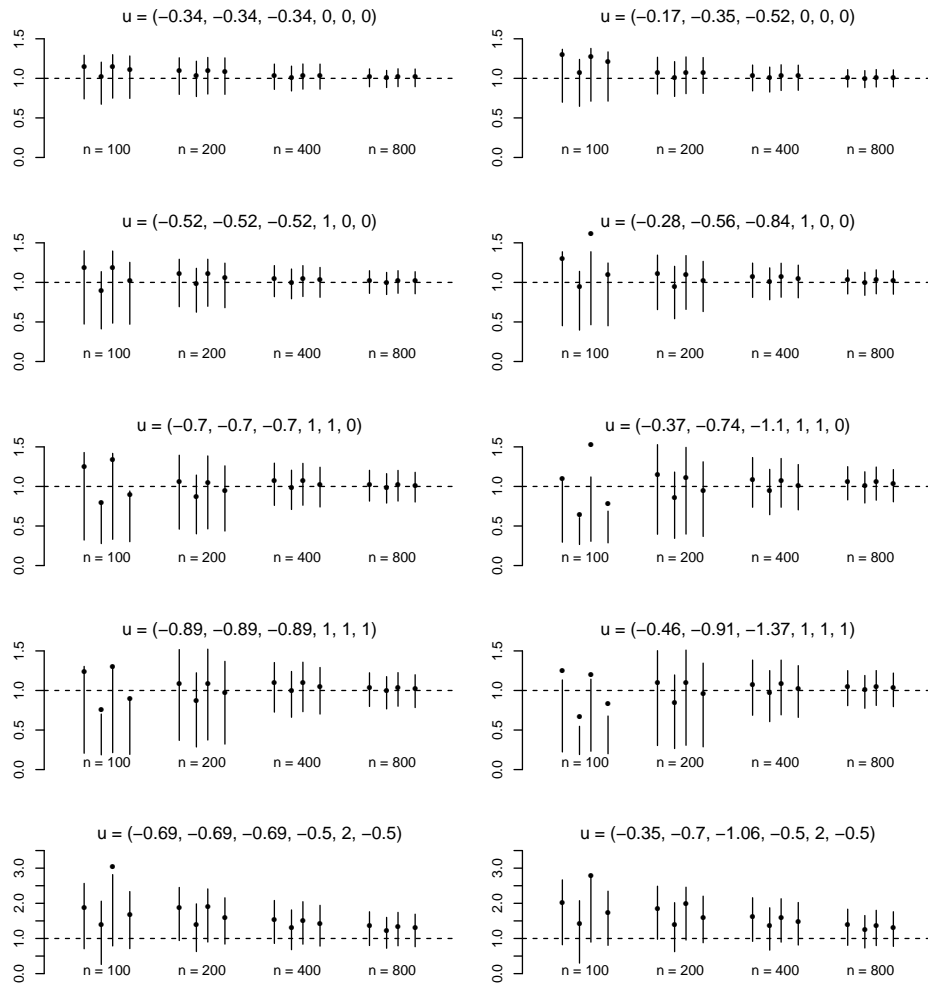 u = (−0.34, −0.34, −0.34, 0, 0, 0)
0.0 0.5 1.0 1.5
n = 100 n = 200 n = 400 n = 800
u = (−0.17, −0.35, −0.52, 0, 0, 0)
0.0 0.5 1.0 1.5
n = 100 n = 200 n = 400 n = 800
u = (−0.52, −0.52, −0.52, 1, 0, 0)
0.0 0.5 1.0 1.5
n = 100 n = 200 n = 400 n = 800
u = (−0.28, −0.56, −0.84, 1, 0, 0)
0.0 0.5 1.0 1.5
n = 100 n = 200 n = 400 n = 800
u = (−0.7, −0.7, −0.7, 1, 1, 0)
0.0 0.5 1.0 1.5
n = 100 n = 200 n = 400 n = 800
u = (−0.37, −0.74, −1.1, 1, 1, 0)
0.0 0.5 1.0 1.5
n = 100 n = 200 n = 400 n = 800
u = (−0.89, −0.89, −0.89, 1, 1, 1)
0.0 0.5 1.0 1.5
n = 100 n = 200 n = 400 n = 800
u = (−0.46, −0.91, −1.37, 1, 1, 1)
0.0 0.5 1.0 1.5
n = 100 n = 200 n = 400 n = 800
u = (−0.69, −0.69, −0.69, −0.5, 2, −0.5)
0.0 1.0 2.0 3.0
n = 100 n = 200 n = 400 n = 800
u = (−0.35, −0.7, −1.06, −0.5, 2, −0.5)
0.0 1.0 2.0 3.0
n = 100 n = 200 n = 400 n = 800